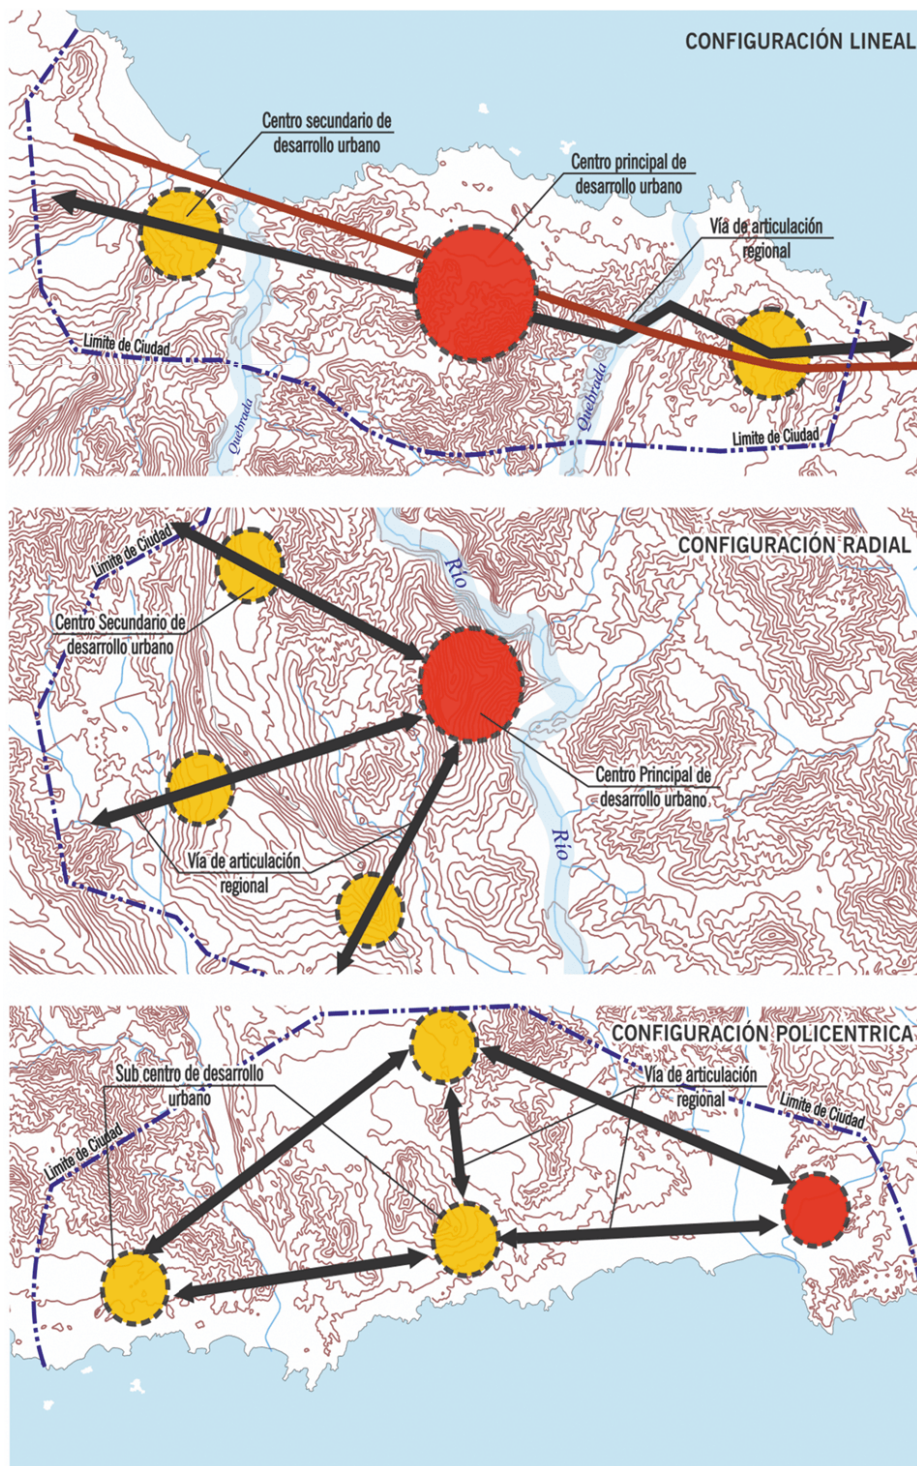 CONFIGURACIÓN LINEAL
Centro secundario de
desarrollo urbano
Centro principal de
desarrollo urbano
Víá de articulación
regional
Limite de Ciudad
Quebrada
Quebrada
Limite de Ciudad
CONFIGURACIÓN RADIAL
Limite de Ciudad
Río
Centro Secundario de
desarrollo urbano
Centro Principal de
desarrollo urbano
Río
Vía de articulación
regional
CONFIGURACIÓN POLICENTRICA
Sub centro de desarrollo
urbano
Vía de articulación
regional
Limite de Ciudad
Limite de Ciudad